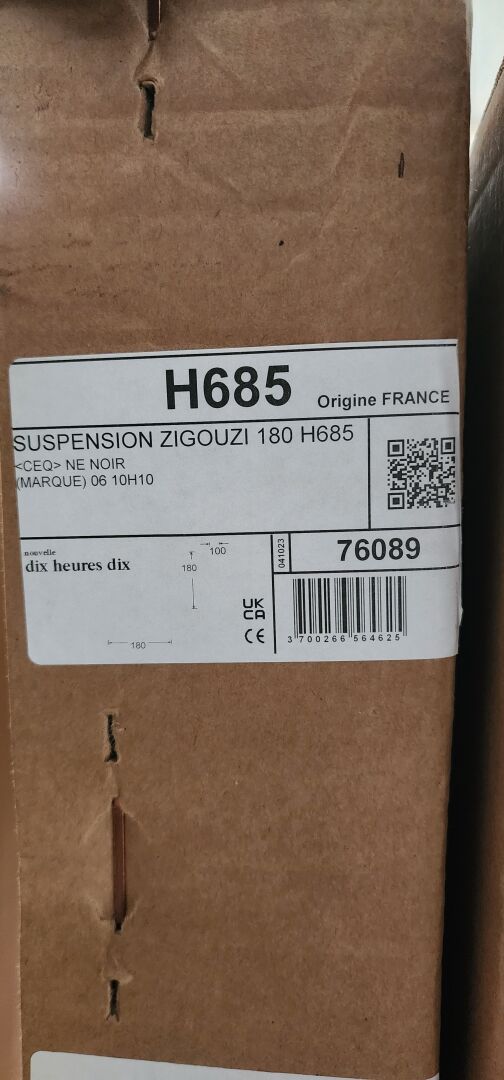 H685 Origine FRANCE
SUSPENSION ZIGOUZI 180 H685
<CEQ> NE NOIR
(MARQUE) 06 10H10
nouvelle
dix heures dix
100
180
180
041023
76089
UK
CA
CE
3 700266 564625